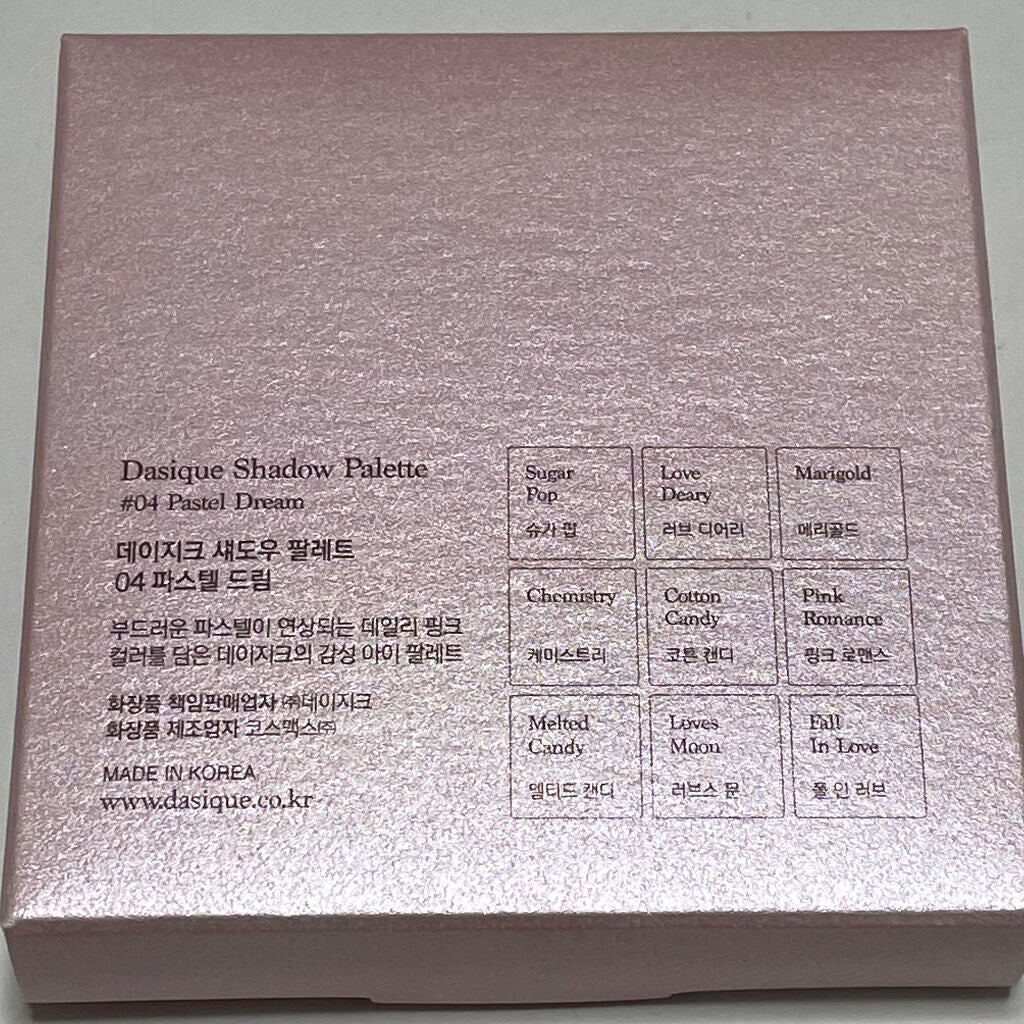 Dasique Shadow Palette
#04 Pastel Dream
데이지크 섀도우 팔레트
04 파스텔 드림
부드러운 파스텔이 연상되는 데일리 핑크
컬러를 담은 데이지크의 감성 아이 팔레트
화장품 책임판매업자 ㈜데이지크
화장품 제조업자 코스맥스㈜
MADE IN KOREA
www.dasique.co.kr
Sugar
Pop
슈가 팝
Love
Deary
러브 디어리
Marigold
메리골드
Chemistry
케미스트리
Cotton
Candy
코튼 캔디
Pink
Romance
핑크 로맨스
Melted
Candy
멜티드 캔디
Loves
Moon
러브스 문
Fall
In Love
폴 인 러브